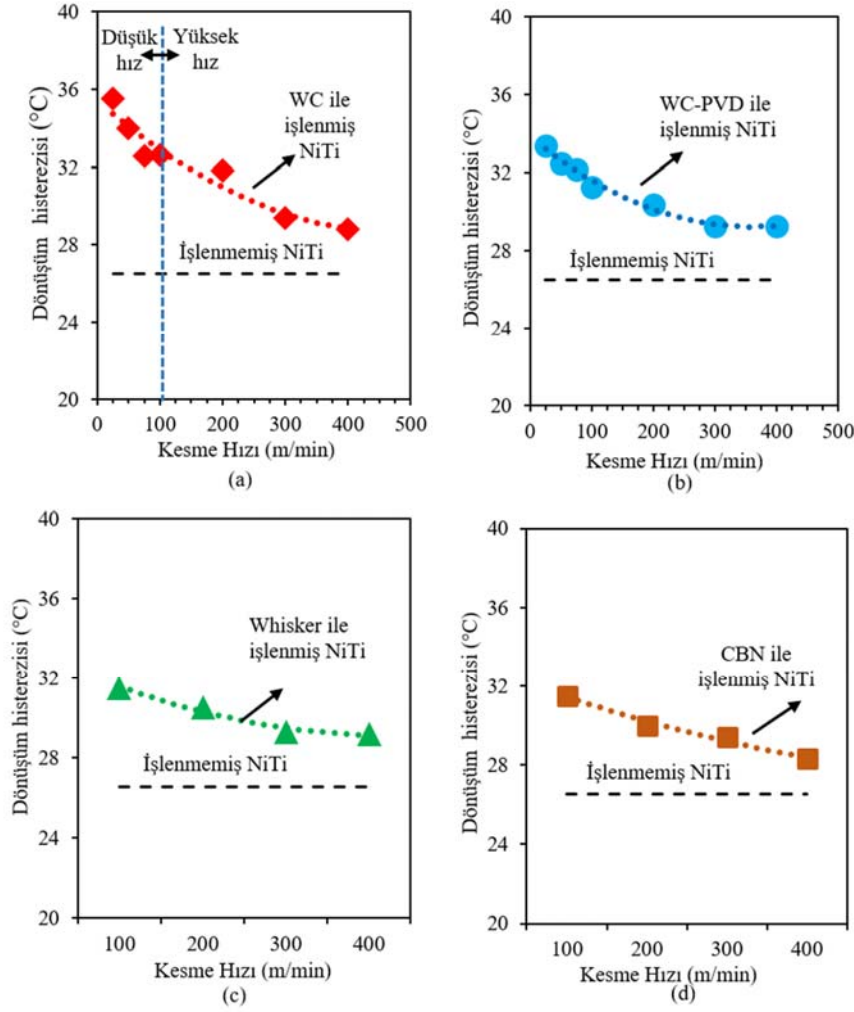 40
36
32
28
24
20
Dönüşüm histerezisi (°C)
Düşük
hız
Yüksek
hız
WC ile
işlenmiş
NiTi
İşlenmemiş NiTi
0 100 200 300 400 500
Kesme Hızı (m/min)
(a)
40
36
32
28
24
20
Dönüşüm histerezisi (°C)
WC-PVD ile
işlenmiş NiTi
İşlenmemiş NiTi
0 100 200 300 400 500
Kesme Hızı (m/min)
(b)
40
36
32
28
24
20
Dönüşüm histerezisi (°C)
Whisker ile
işlenmiş NiTi
İşlenmemiş NiTi
100 200 300 400
Kesme Hızı (m/min)
(c)
40
36
32
28
24
20
Dönüşüm histerezisi (°C)
CBN ile
işlenmiş NiTi
İşlenmemiş NiTi
100 200 300 400
Kesme Hızı (m/min)
(d)